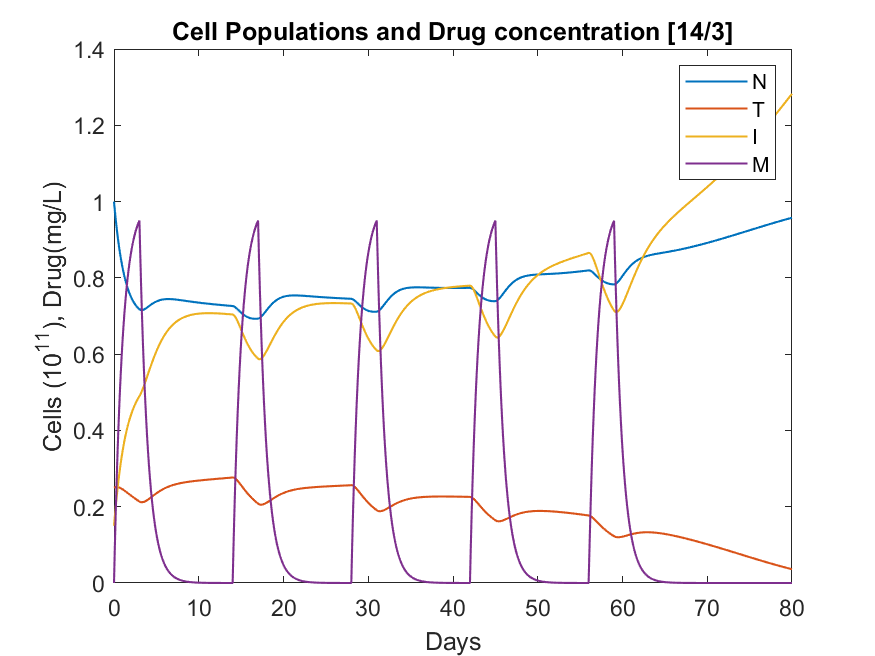 Cell Populations and Drug concentration [14/3]
1.4
1.2
1
0.8
0.6
0.4
0.2
0
Cells (10^11), Drug(mg/L)
N
T
I
M
0 10 20 30 40 50 60 70 80
Days